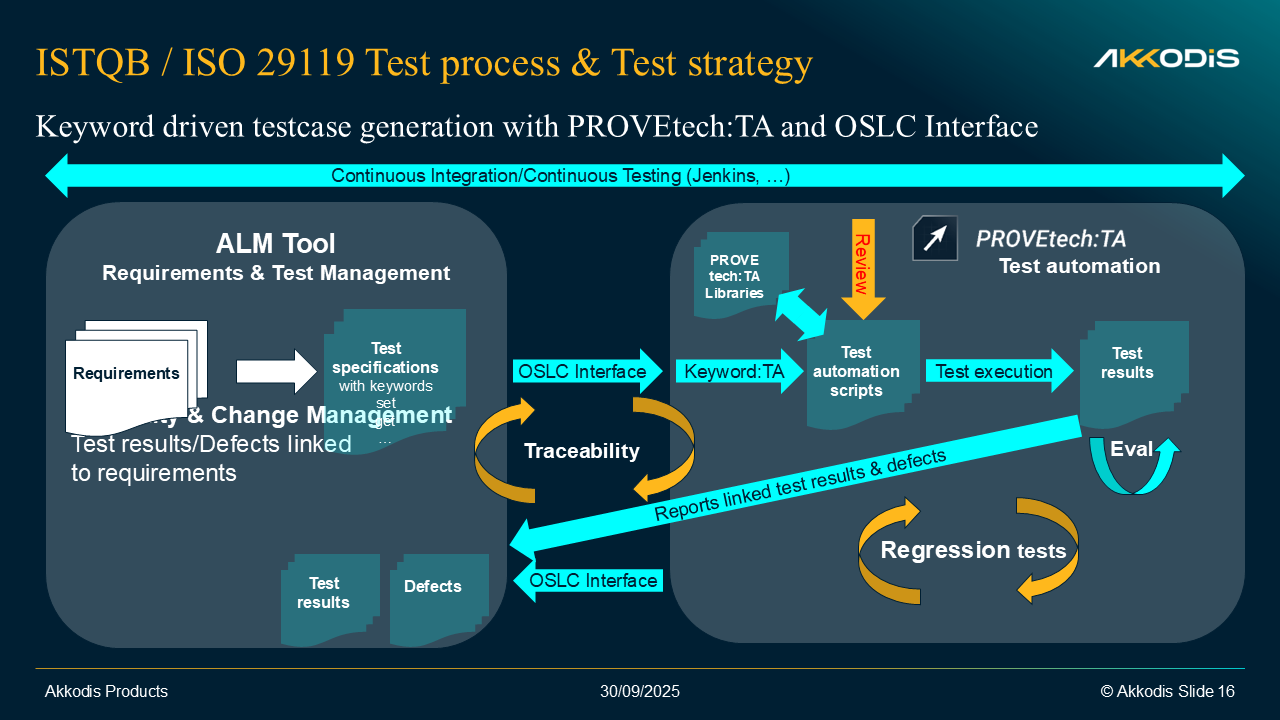 ISTQB / ISO 29119 Test process & Test strategy
AKKODIS
Keyword driven testcase generation with PROVEtech:TA and OSLC Interface
Continuous Integration/Continuous Testing (Jenkins, …)
ALM Tool
Requirements & Test Management
Requirements
Test
specifications
with keywords
set
get
…
& Change Management
Test results/Defects linked
to requirements
Test
results
Defects
OSLC Interface
Traceability
OSLC Interface
PROVE
tech:TA
Libraries
Review
PROVEtech:TA
Test automation
Keyword:TA
Test
automation
scripts
Test execution
Test
results
Eval
Reports linked test results & defects
Regression tests
Akkodis Products
30/09/2025
© Akkodis Slide 16